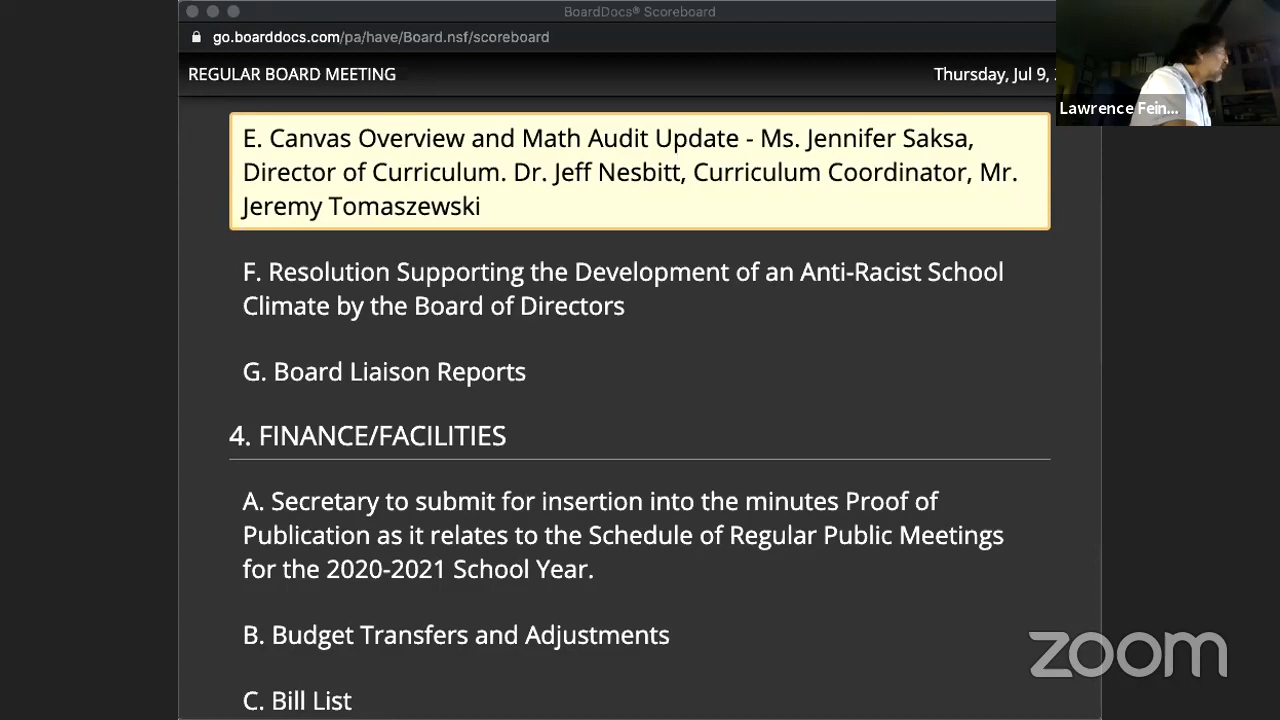 BoardDocs® Scoreboard
go.boarddocs.com/pa/have/Board.nsf/scoreboard
REGULAR BOARD MEETING
Thursday, Jul 9,
Lawrence Fein...
E. Canvas Overview and Math Audit Update - Ms. Jennifer Saksa,
Director of Curriculum. Dr. Jeff Nesbitt, Curriculum Coordinator, Mr.
Jeremy Tomaszewski
F. Resolution Supporting the Development of an Anti-Racist School
Climate by the Board of Directors
G. Board Liaison Reports
4. FINANCE/FACILITIES
A. Secretary to submit for insertion into the minutes Proof of
Publication as it relates to the Schedule of Regular Public Meetings
for the 2020-2021 School Year.
B. Budget Transfers and Adjustments
C. Bill List
zoom